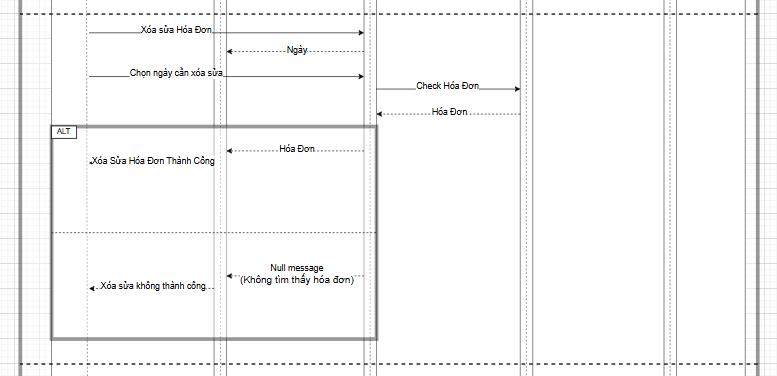 Xóa sửa Hóa Đơn
Ngày
Chọn ngày cần xóa sửa
Check Hóa Đơn
Hóa Đơn
ALT
Hóa Đơn
Xóa Sửa Hóa Đơn Thành Công
Null message
(Không tìm thấy hóa đơn)
Xóa sửa không thành công